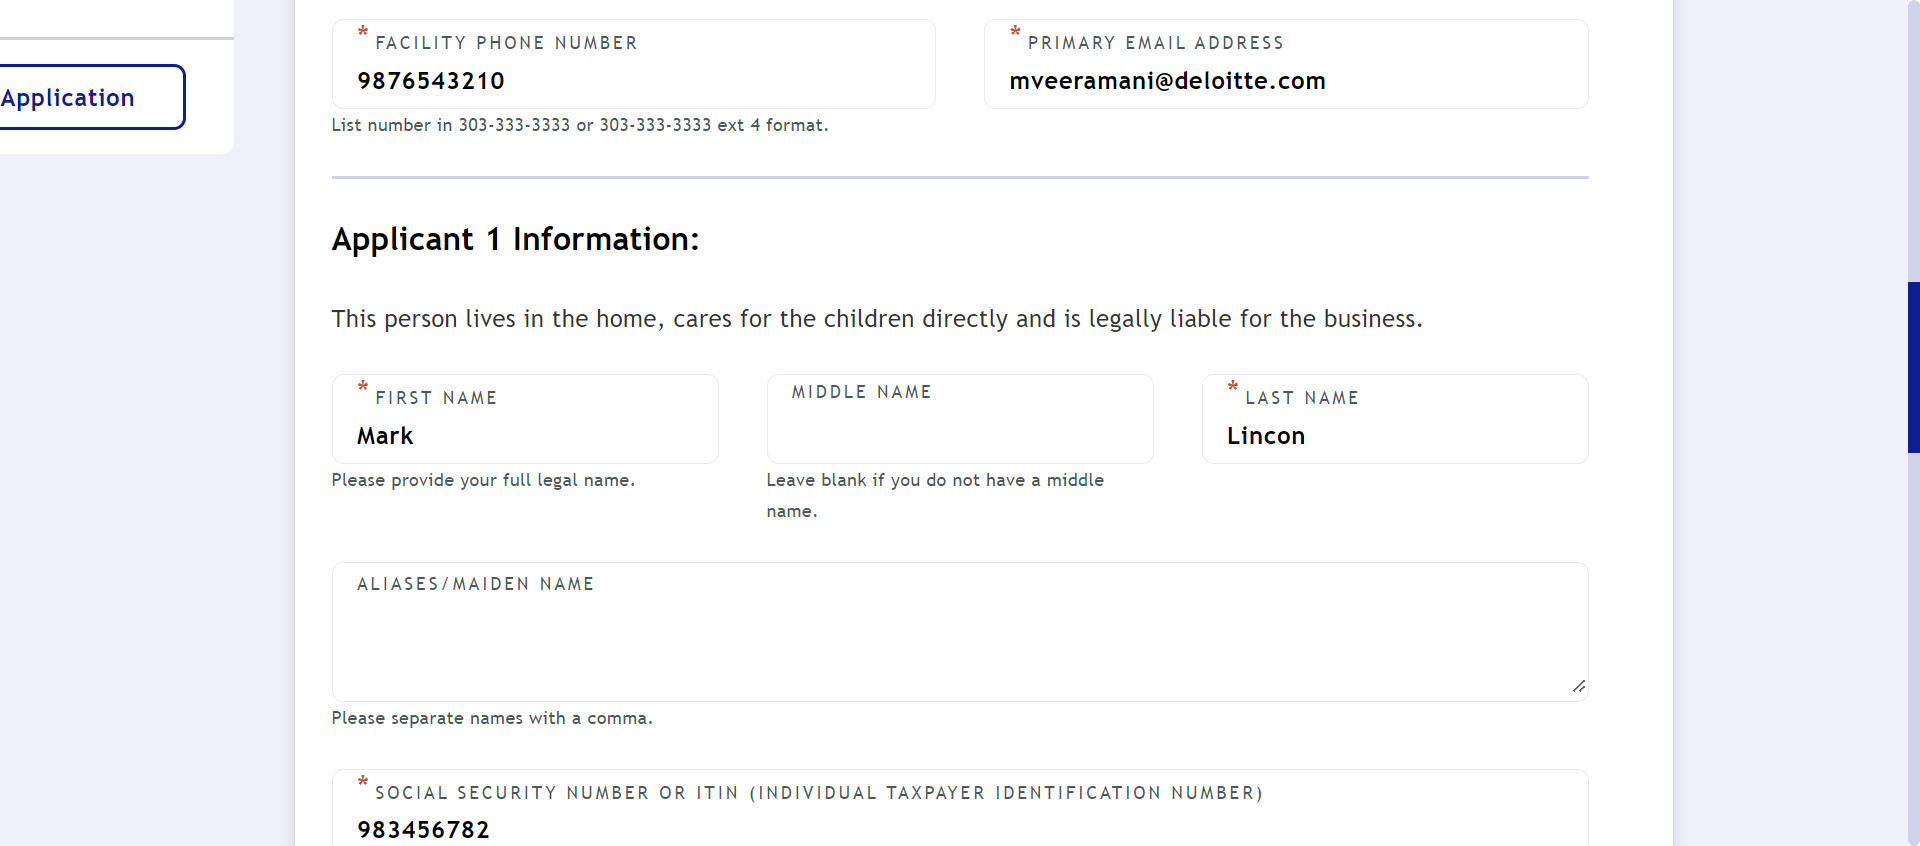 Application
* FACILITY PHONE NUMBER
9876543210
List number in 303-333-3333 or 303-333-3333 ext 4 format.
* PRIMARY EMAIL ADDRESS
mveeramani@deloitte.com
Applicant 1 Information:
This person lives in the home, cares for the children directly and is legally liable for the business.
* FIRST NAME
Mark
Please provide your full legal name.
MIDDLE NAME
Leave blank if you do not have a middle
name.
* LAST NAME
Lincon
ALIASES/MAIDEN NAME
Please separate names with a comma.
* SOCIAL SECURITY NUMBER OR ITIN (INDIVIDUAL TAXPAYER IDENTIFICATION NUMBER)
983456782